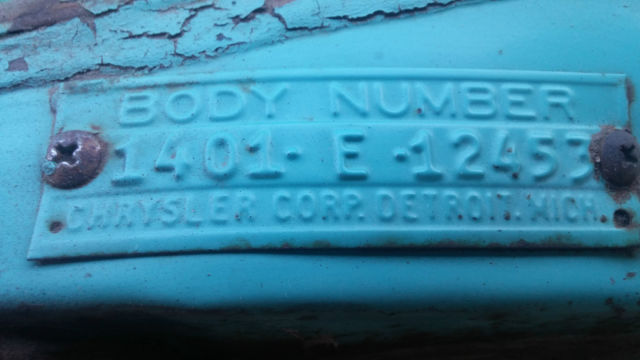 BODY NUMBER
1401- E -12453
CHRYSLER CORP. DETROIT. MICH.